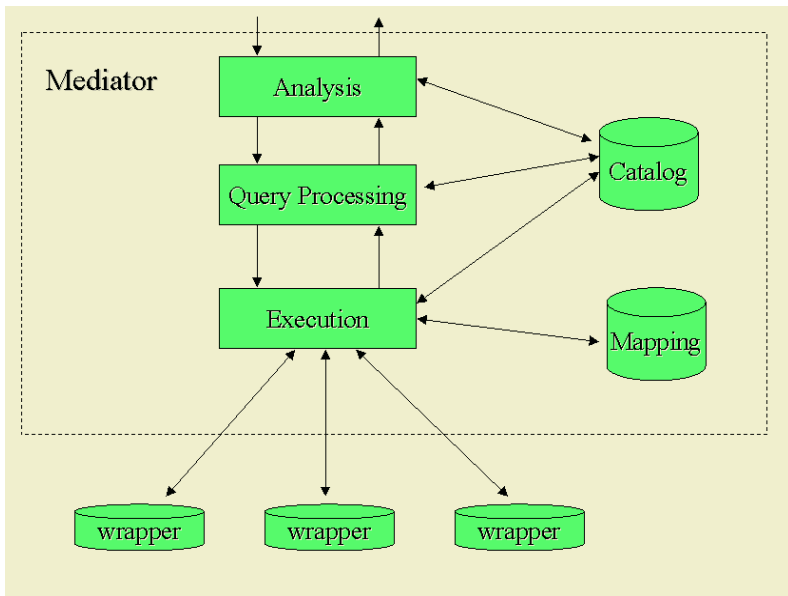 Mediator
Analysis
Catalog
Query Processing
Execution
Mapping
wrapper
wrapper
wrapper